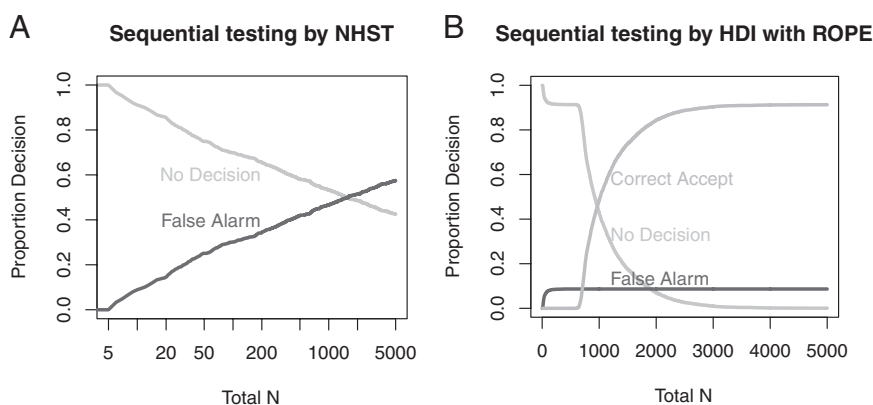 A
Sequential testing by NHST
Proportion Decision
1.0
0.8
0.6
0.4
0.2
0.0
No Decision
False Alarm
5
20
50
200
1000
5000
Total N
B
Sequential testing by HDI with ROPE
Proportion Decision
1.0
0.8
0.6
0.4
0.2
0.0
Correct Accept
No Decision
False Alarm
0
1000
2000
3000
4000
5000
Total N